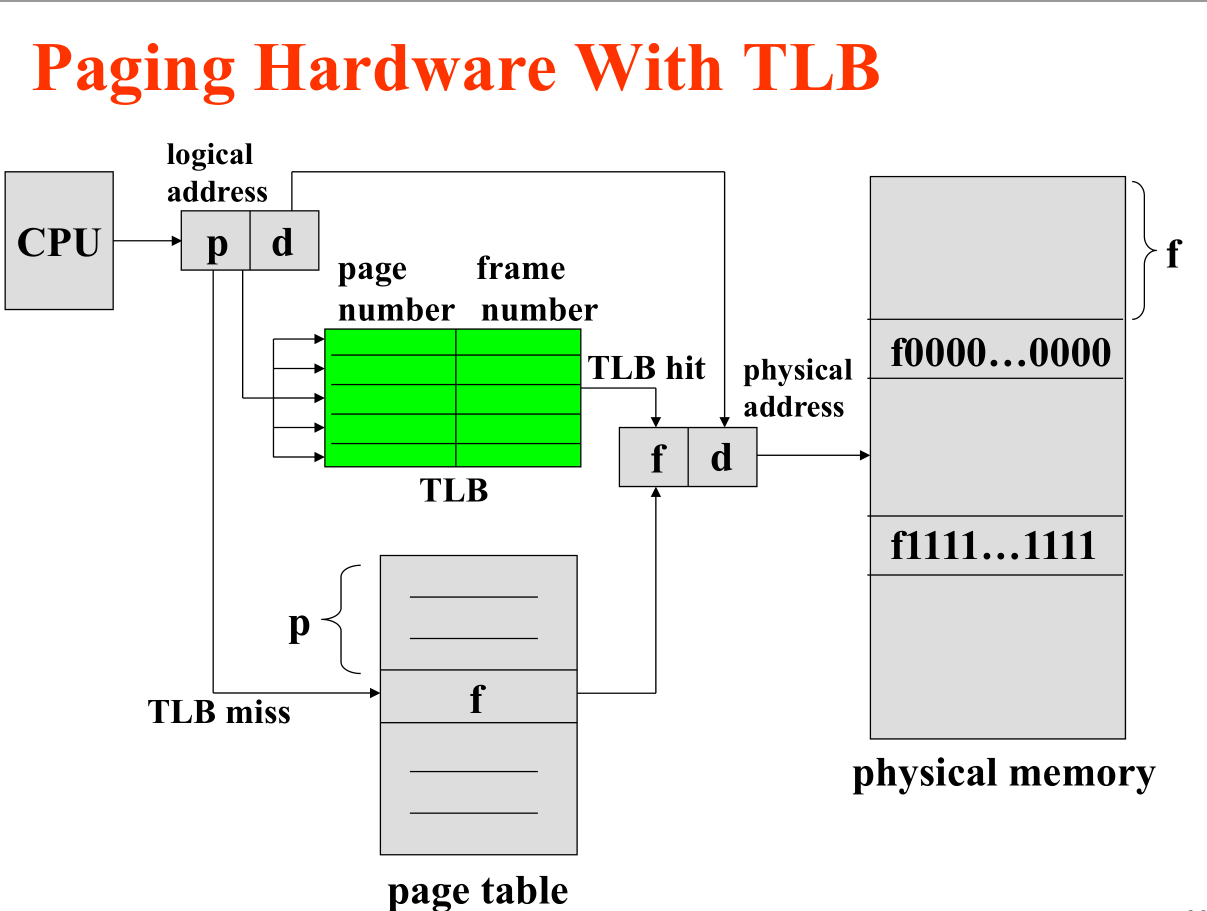 Paging Hardware With TLB
logical
address
CPU
p
d
page
number
frame
number
TLB hit
physical
address
f
d
TLB
p
f
TLB miss
page table
f
f0000…0000
f1111…1111
physical memory